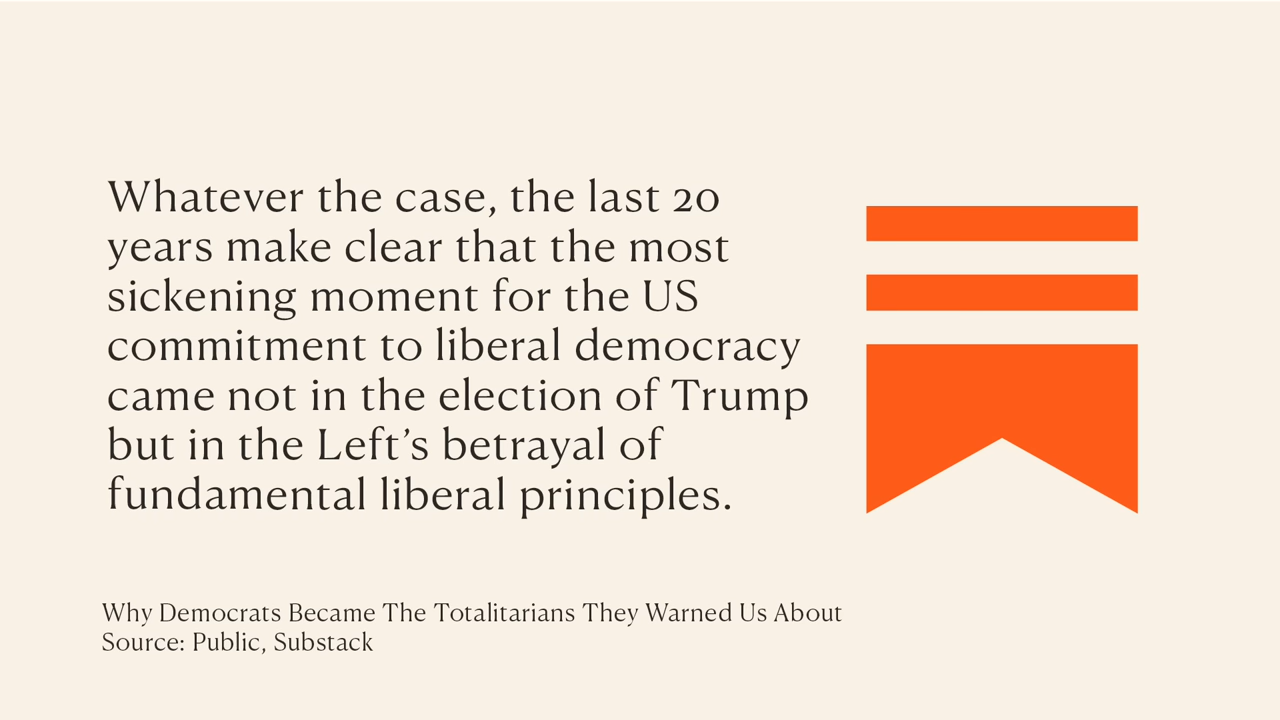 Whatever the case, the last 20
years make clear that the most
sickening moment for the US
commitment to liberal democracy
came not in the election of Trump
but in the Left’s betrayal of
fundamental liberal principles.
Why Democrats Became The Totalitarians They Warned Us About
Source: Public, Substack